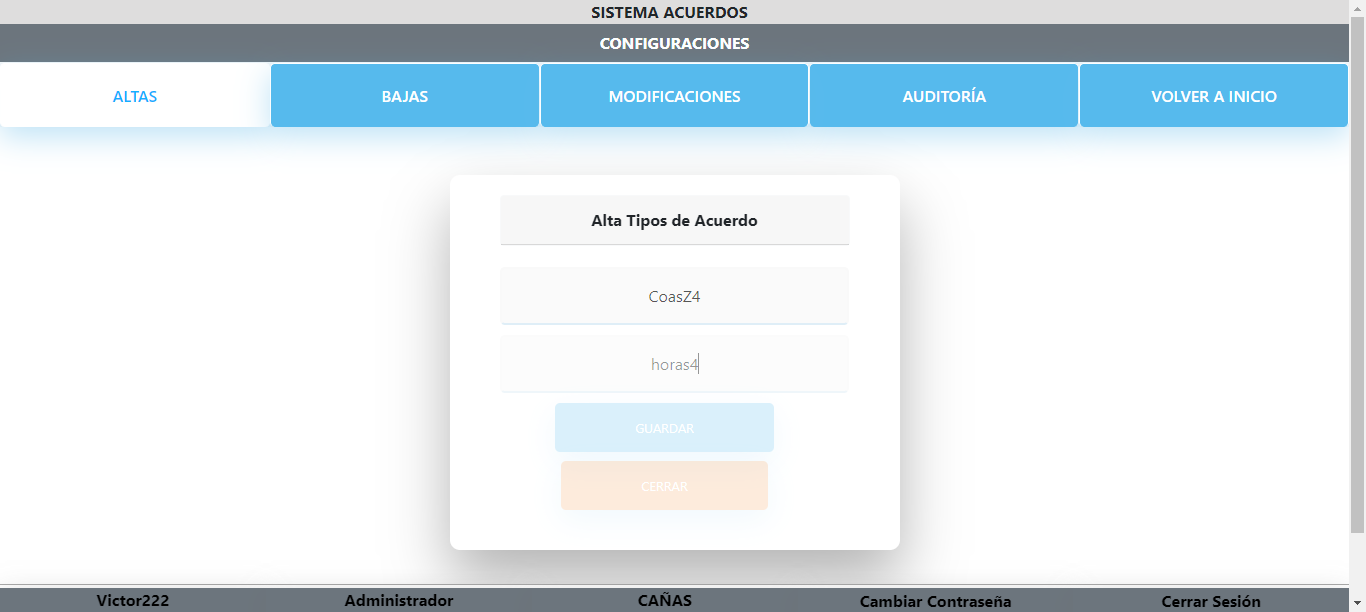 SISTEMA ACUERDOS
CONFIGURACIONES
ALTAS
BAJAS
MODIFICACIONES
AUDITORÍA
VOLVER A INICIO
Alta Tipos de Acuerdo
CoasZ4
horas4
GUARDAR
CERRAR
Victor222
Administrador
CAÑAS
Cambiar Contraseña
Cerrar Sesión